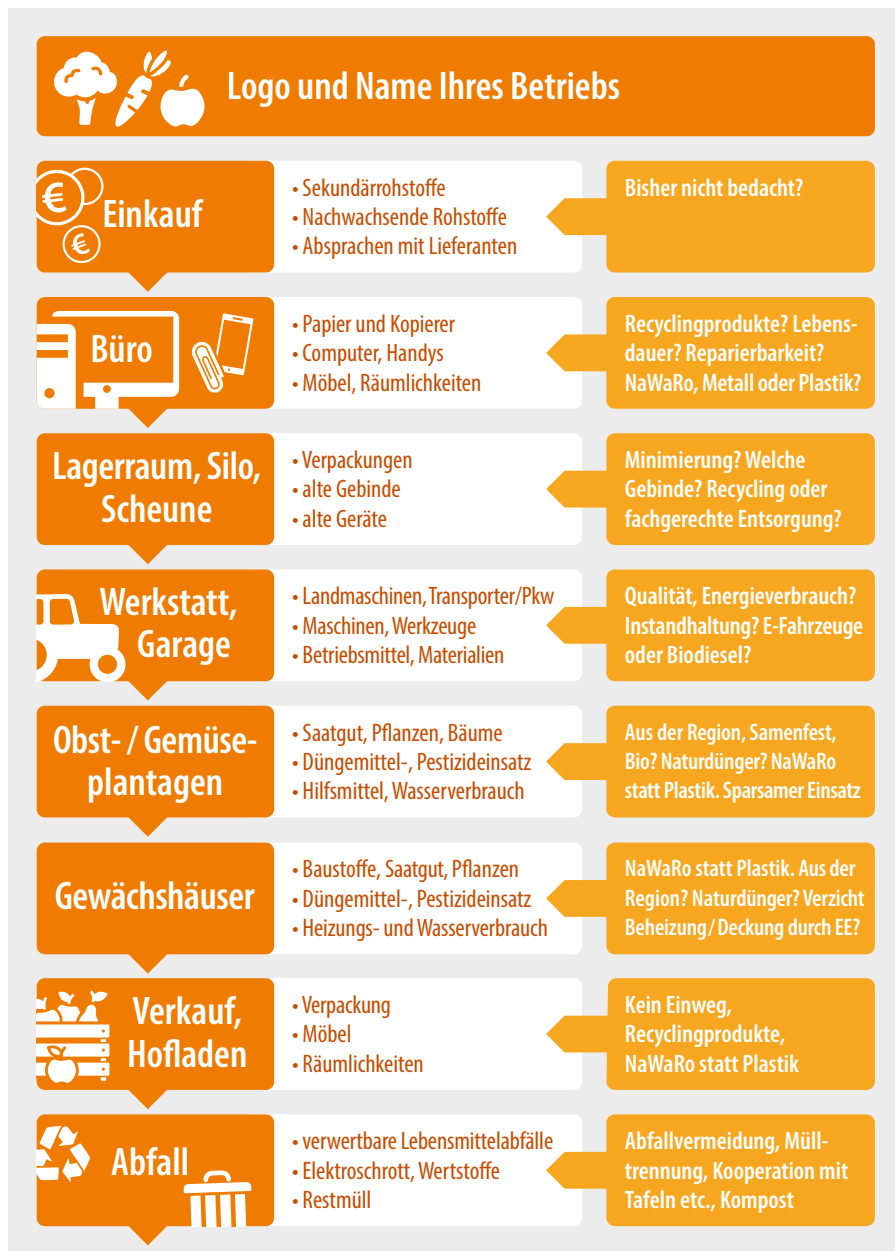 Logo und Name Ihres Betriebs
€
€
Einkauf
• Sekundärrohstoffe
• Nachwachsende Rohstoffe
• Absprachen mit Lieferanten
Bisher nicht bedacht?
Büro
• Papier und Kopierer
• Computer, Handys
• Möbel, Räumlichkeiten
Recyclingprodukte? Lebens-
dauer? Reparierbarkeit?
NaWaRo, Metall oder Plastik?
Lagerraum, Silo,
Scheune
• Verpackungen
• alte Gebinde
• alte Geräte
Minimierung? Welche
Gebinde? Recycling oder
fachgerechte Entsorgung?
Werkstatt,
Garage
• Landmaschinen, Transporter/Pkw
• Maschinen, Werkzeuge
• Betriebsmittel, Materialien
Qualität, Energieverbrauch?
Instandhaltung? E-Fahrzeuge
oder Biodiesel?
Obst- / Gemüse-
plantagen
• Saatgut, Pflanzen, Bäume
• Düngemittel-, Pestizideinsatz
• Hilfsmittel, Wasserverbrauch
Aus der Region, Samenfest,
Bio? Naturdünger? NaWaRo
statt Plastik. Sparsamer Einsatz
Gewächshäuser
• Baustoffe, Saatgut, Pflanzen
• Düngemittel-, Pestizideinsatz
• Heizungs- und Wasserverbrauch
NaWaRo statt Plastik. Aus der
Region? Naturdünger? Verzicht
Beheizung / Deckung durch EE?
Verkauf,
Hofladen
• Verpackung
• Möbel
• Räumlichkeiten
Kein Einweg,
Recyclingprodukte,
NaWaRo statt Plastik
Abfall
• verwertbare Lebensmittelabfälle
• Elektroschrott, Wertstoffe
• Restmüll
Abfallvermeidung, Müll-
trennung, Kooperation mit
Tafeln etc., Kompost